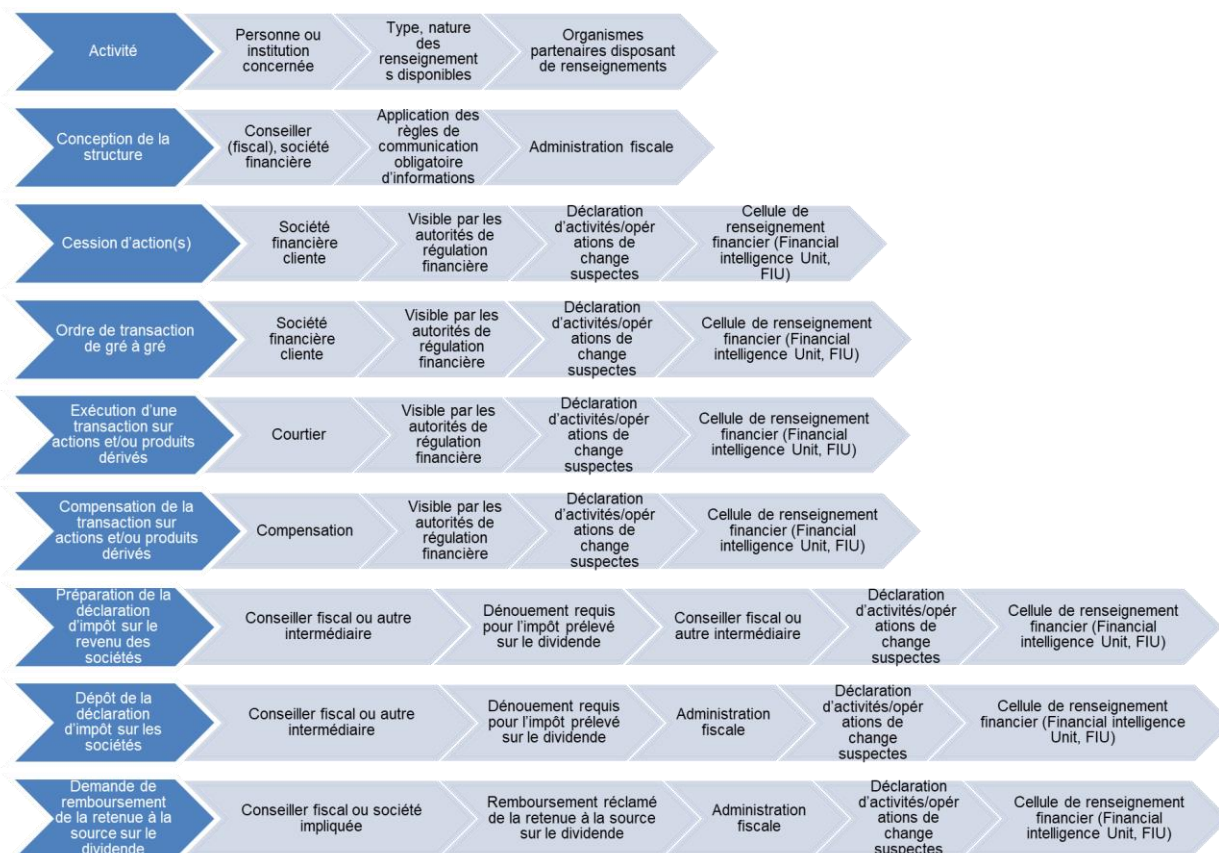 Activité
Personne ou
institution
concernée
Type, nature
des
renseignement
s disponibles
Organismes
partenaires disposant
de renseignements
Conception de la
structure
Conseiller
(fiscal), société
financière
Application des
règles de
communication
obligatoire
d'informations
Administration fiscale
Cession d'action(s)
Société
financière
cliente
Visible par les
autorités de
régulation
financière
Déclaration
d'activités/opér
ations de
change
suspectes
Cellule de
renseignement
financier (Financial
intelligence Unit,
FIU)
Ordre de transaction
de gré à gré
Société
financière
cliente
Visible par les
autorités de
régulation
financière
Déclaration
d'activités/opér
ations de
change
suspectes
Cellule de renseignement
financier (Financial
intelligence Unit, FIU)
Exécution d'une
transaction sur
actions et/ou produits
dérivés
Courtier
Visible par les
autorités de
régulation
financière
Déclaration
d'activités/opér
ations de
change
suspectes
Cellule de renseignement
financier (Financial
intelligence Unit, FIU)
Compensation de la
transaction sur
actions et/ou produits
dérivés
Compensation
Visible par les
autorités de
régulation
financière
Déclaration
d'activités/opér
ations de
change
suspectes
Cellule de renseignement
financier (Financial
intelligence Unit, FIU)
Préparation de la
déclaration
d'impôt sur le
revenu des
sociétés
Conseiller fiscal ou autre
intermédiaire
Dénouement requis
pour l'impôt prélevé
sur le dividende
Conseiller fiscal ou
autre intermédiaire
Déclaration
d'activités/opér
ations de
change
suspectes
Cellule de renseignement
financier (Financial
intelligence Unit, FIU)
Dépôt de la
déclaration
d'impôt sur les
sociétés
Conseiller fiscal ou autre
intermédiaire
Dénouement requis
pour l'impôt prélevé
sur le dividende
Administration
fiscale
Déclaration
d'activités/opér
ations de
change
suspectes
Cellule de renseignement
financier (Financial intelligence
Unit, FIU)
Demande de
remboursement
de la retenue à la
source sur le
dividende
Conseiller fiscal ou société
impliquée
Remboursement réclamé
de la retenue à la source
sur le dividende
Administration
fiscale
Déclaration
d'activités/opér
ations de
change
suspectes
Cellule de renseignement
financier (Financial
intelligence Unit, FIU)